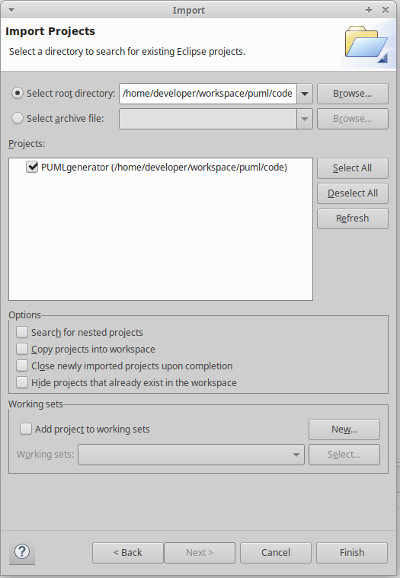 Import
Import Projects
Select a directory to search for existing Eclipse projects.
Select root directory: /home/developer/workspace/puml/code Browse...
Select archive file: Browse...
Projects:
PUMLgenerator (/home/developer/workspace/puml/code)
Select All
Deselect All
Refresh
Options
Search for nested projects
Copy projects into workspace
Close newly imported projects upon completion
Hide projects that already exist in the workspace
Working sets
Add project to working sets New...
Working sets: Select...
? < Back Next > Cancel Finish